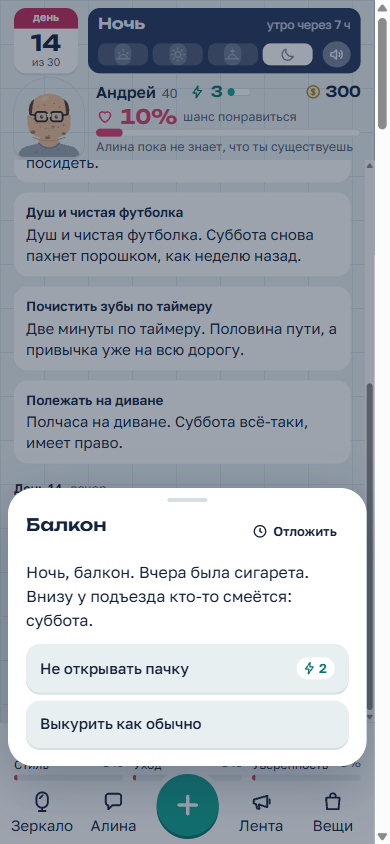 день
14
из 30
Ночь
утро через 7 ч
Андрей 40
3
300
10% шанс понравиться
Алина пока не знает, что ты существуешь
посидеть.
Душ и чистая футболка
Душ и чистая футболка. Суббота снова
пахнет порошком, как неделю назад.
Почистить зубы по таймеру
Две минуты по таймеру. Половина пути, а
привычка уже на всю дорогу.
Полежать на диване
Полчаса на диване. Суббота всё-таки,
имеет право.
День 14
Балкон
Отложить
Ночь, балкон. Вчера была сигарета.
Внизу у подъезда кто-то смеётся:
суббота.
Не открывать пачку
2
Выкурить как обычно
Стиль
Уход
Уверенность
Зеркало
Алина
Лента
Вещи